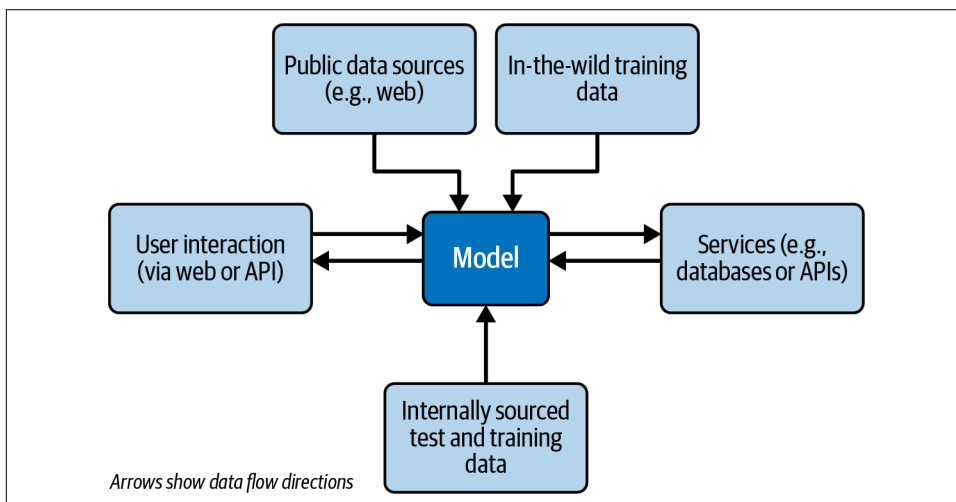 Public data sources
(e.g., web)
In-the-wild training
data
User interaction
(via web or API)
Model
Services (e.g.,
databases or APIs)
Internally sourced
test and training
data
Arrows show data flow directions